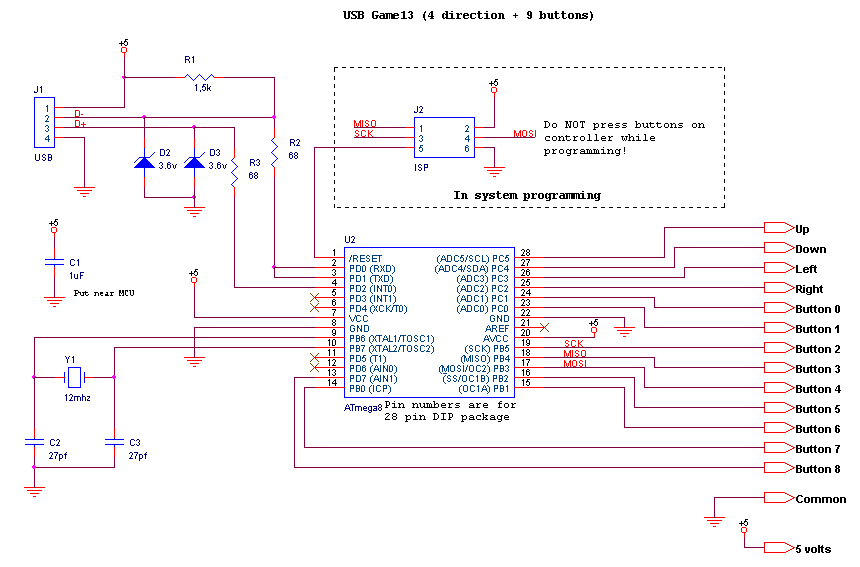 USB Game13 (4 direction + 9 buttons)
+5
R1
1,5k
J1
1
2
3
4
D-
D+
USB
D2
3.6v
D3
3.6v
R3
68
R2
68
+5
J2
MISO
SCK
1
3
5
2
4
6
MOSI
ISP
Do NOT press buttons on
controller while
programming!
In system programming
+5
C1
1uF
Put near MCU
+5
U2
1 /RESET
2 PD0 (RXD)
3 PD1 (TXD)
4 PD2 (INT0)
5 PD3 (INT1)
6 PD4 (XCK/T0)
7 VCC
8 GND
9 PB6 (XTAL1/TOSC1)
10 PB7 (XTAL2/TOSC2)
11 PD5 (T1)
12 PD6 (AIN0)
13 PD7 (AIN1)
14 PB0 (ICP)
(ADC5/SCL) PC5 28
(ADC4/SDA) PC4 27
(ADC3) PC3 26
(ADC2) PC2 25
(ADC1) PC1 24
(ADC0) PC0 23
GND 22
AREF 21
AVCC 20
(SCK) PB5 19
(MISO) PB4 18
(MOSI/OC2) PB3 17
(SS/OC1B) PB2 16
(OC1A) PB1 15
+5
SCK
MISO
MOSI
ATmega8
Pin numbers are for
28 pin DIP package
Y1
12mhz
C2
27pf
C3
27pf
Up
Down
Left
Right
Button 0
Button 1
Button 2
Button 3
Button 4
Button 5
Button 6
Button 7
Button 8
Common
+5
5 volts